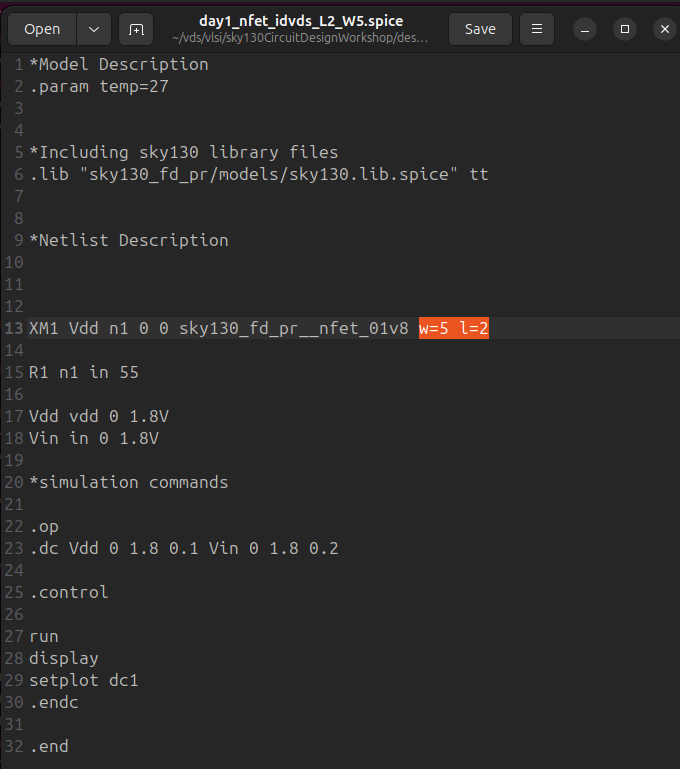 Open
day1_nfet_idvds_L2_W5.spice
~/vds/vlsi/sky130CircuitDesignWorkshop/des...
Save
1 *Model Description
2 .param temp=27
3
4
5 *Including sky130 library files
6 .lib "sky130_fd_pr/models/sky130.lib.spice" tt
7
8
9 *Netlist Description
10
11
12
13 XM1 Vdd n1 0 0 sky130_fd_pr__nfet_01v8 w=5 l=2
14
15 R1 n1 in 55
16
17 Vdd vdd 0 1.8V
18 Vin in 0 1.8V
19
20 *simulation commands
21
22 .op
23 .dc Vdd 0 1.8 0.1 Vin 0 1.8 0.2
24
25 .control
26
27 run
28 display
29 setplot dc1
30 .endc
31
32 .end